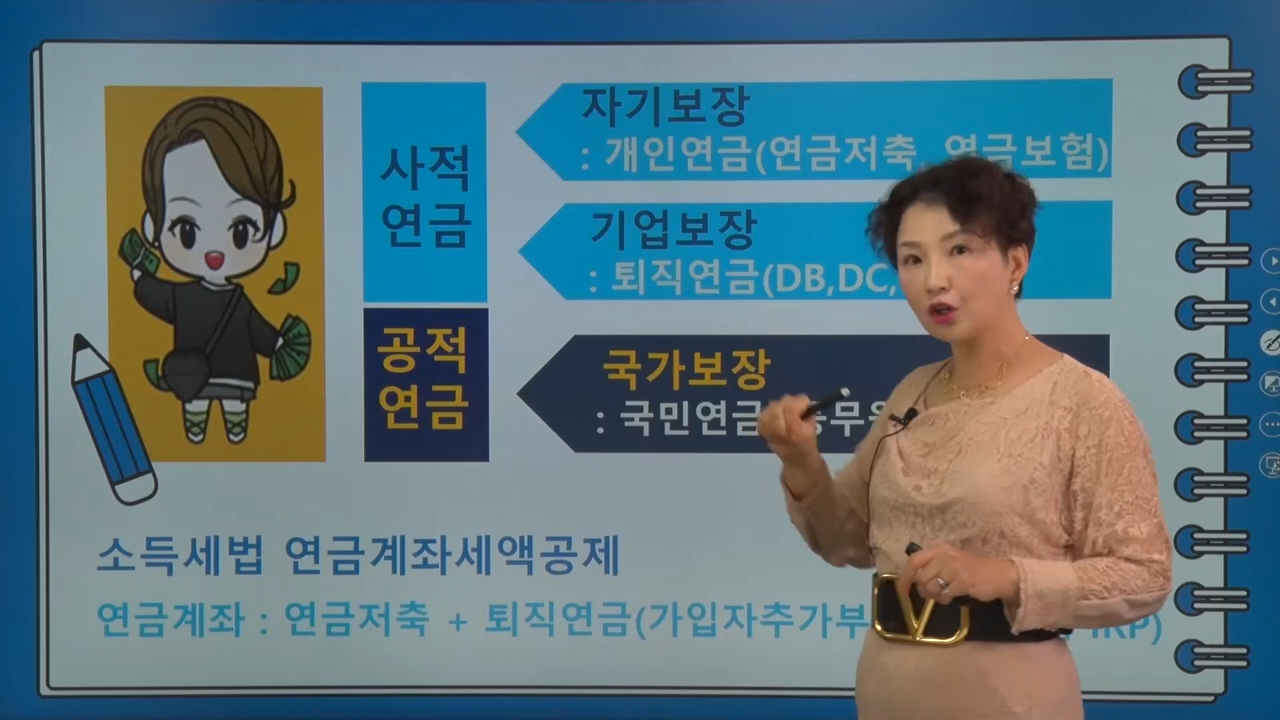 사적
연금
자기보장
: 개인연금(연금저축, 연금보험)
기업보장
: 퇴직연금(DB,DC,
공적
연금
국가보장
: 국민연금
소득세법 연금계좌세액공제
연금계좌 : 연금저축 + 퇴직연금(가입자추가부 IRP)